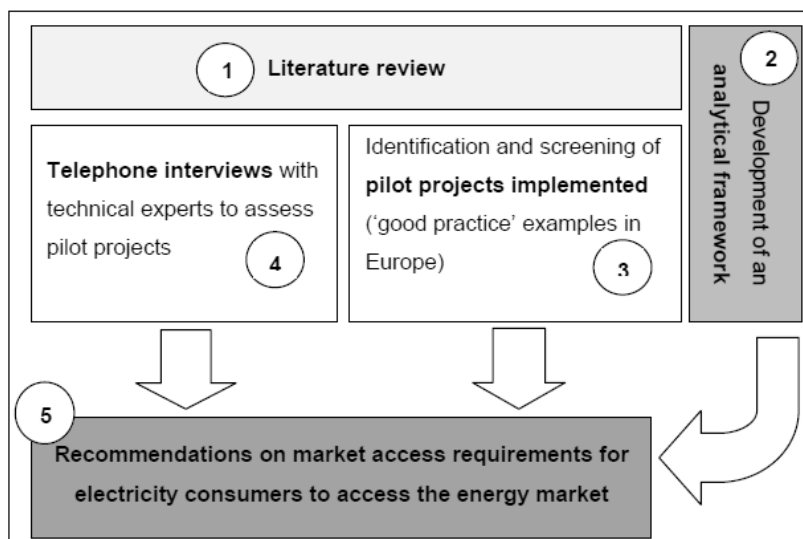 1
Literature review
2
Development of an
analytical framework
Telephone interviews with
technical experts to assess
pilot projects
4
Identification and screening of
pilot projects implemented
(‘good practice’ examples in
Europe)
3
5
Recommendations on market access requirements for
electricity consumers to access the energy market